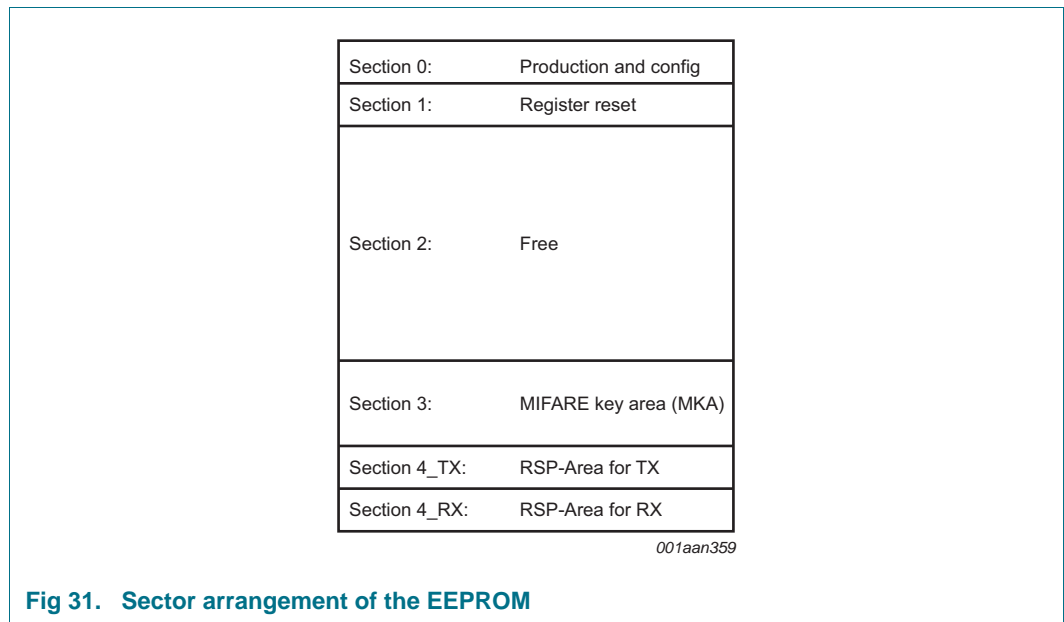 Section 0: Production and config
Section 1: Register reset
Section 2: Free
Section 3: MIFARE key area (MKA)
Section 4_TX: RSP-Area for TX
Section 4_RX: RSP-Area for RX
001aan359
Fig 31. Sector arrangement of the EEPROM